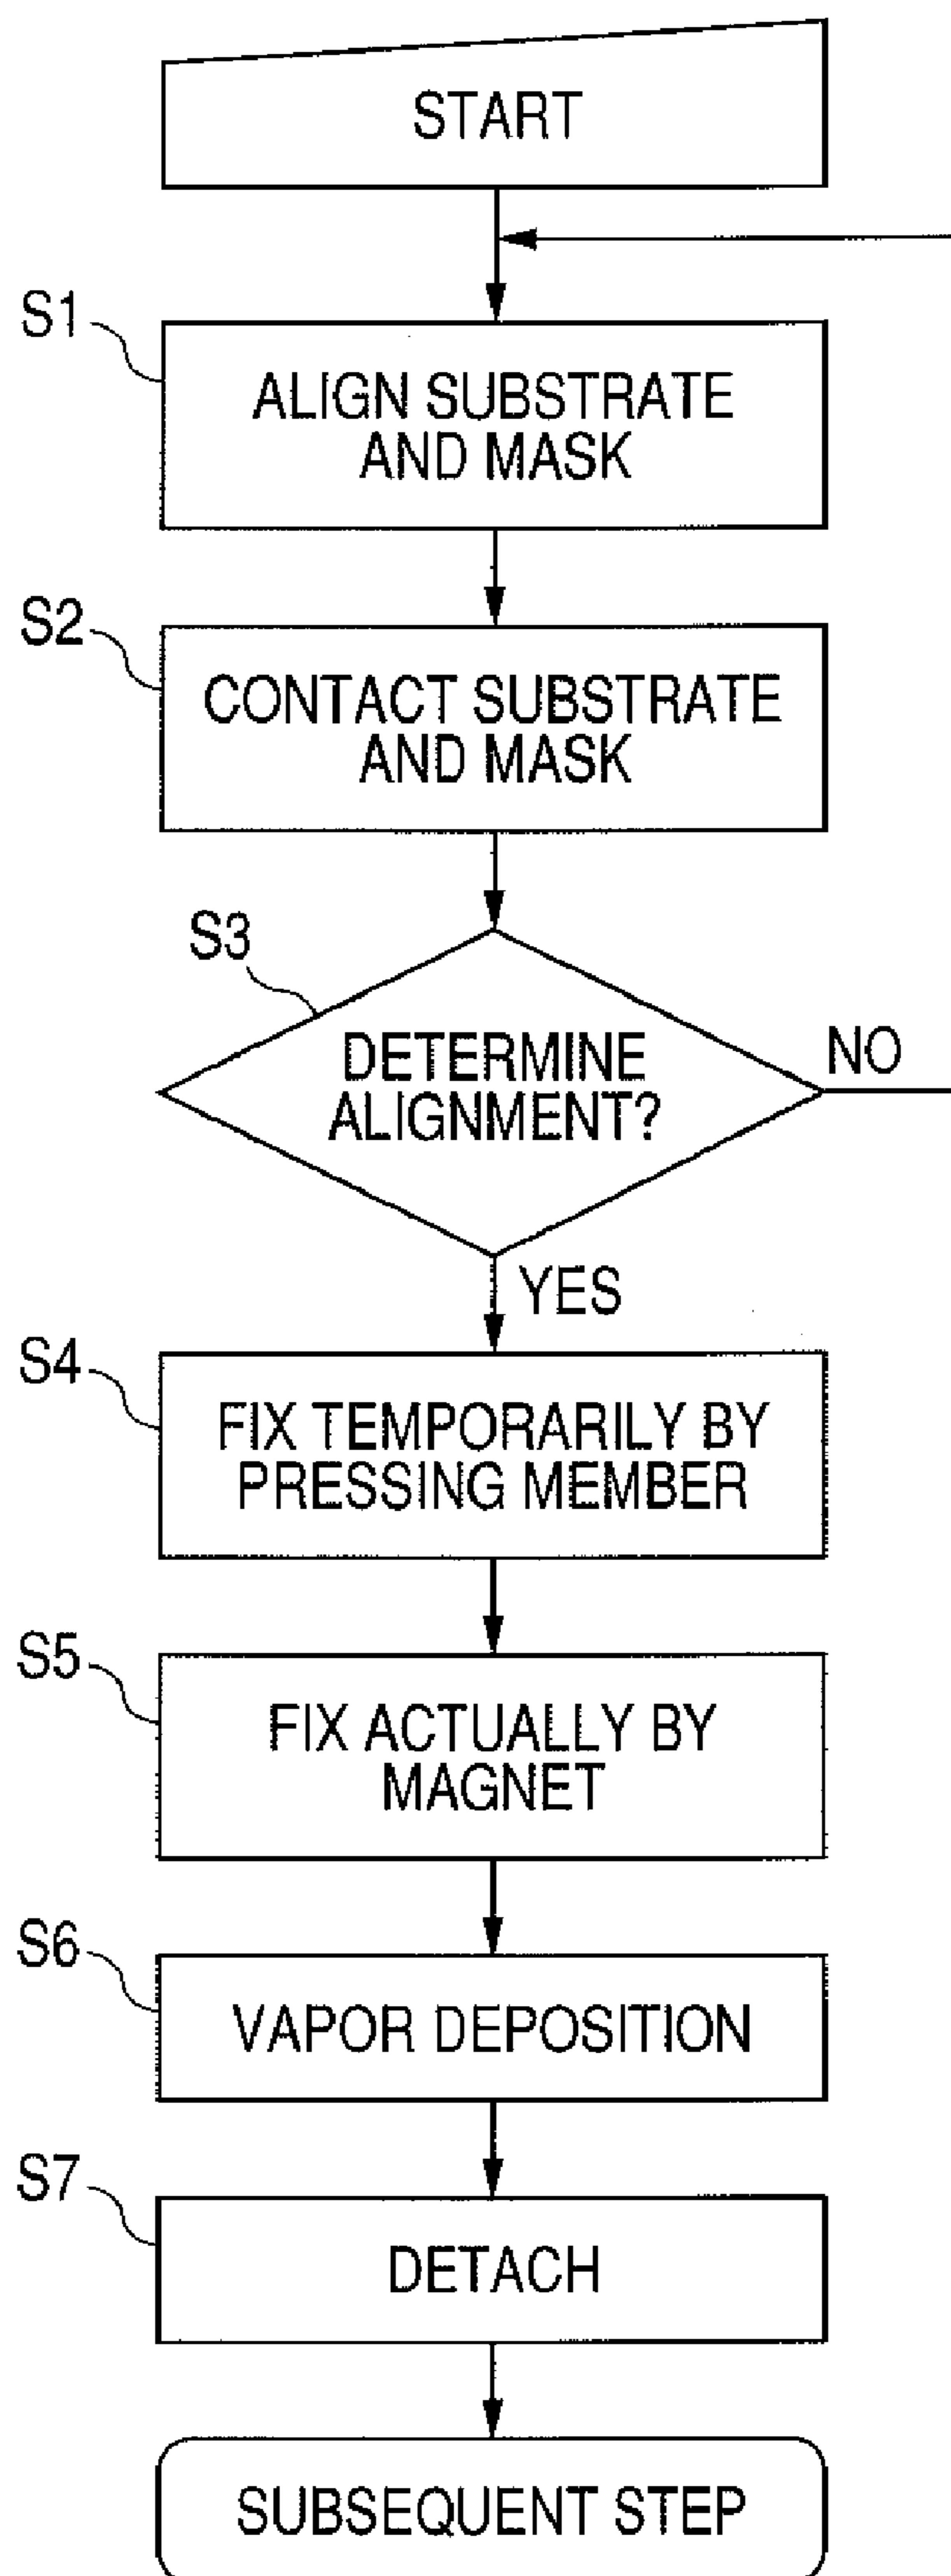 START
S1
ALIGN SUBSTRATE
AND MASK
S2
CONTACT SUBSTRATE
AND MASK
S3
DETERMINE
ALIGNMENT?
NO
YES
S4
FIX TEMPORARILY BY
PRESSING MEMBER
S5
FIX ACTUALLY BY
MAGNET
S6
VAPOR DEPOSITION
S7
DETACH
SUBSEQUENT STEP